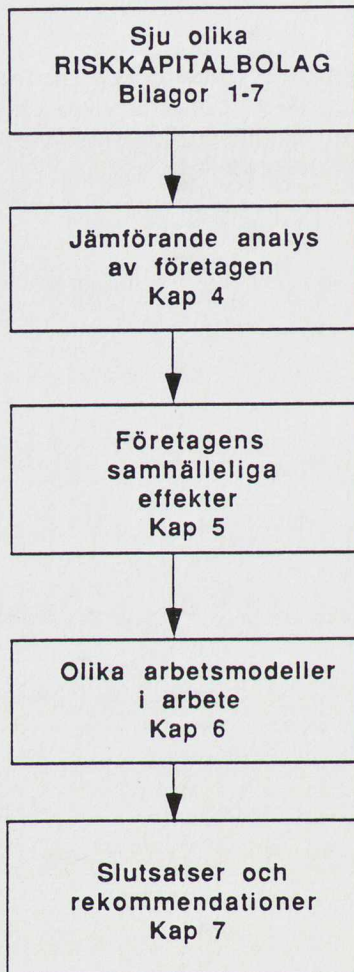 Sju olika
RISKKAPITALBOLAG
Bilagor 1-7
Jämförande analys
av företagen
Kap 4
Företagens
samhälleliga
effekter
Kap 5
Olika arbetsmodeller
i arbete
Kap 6
Slutsatser och
rekommendationer
Kap 7